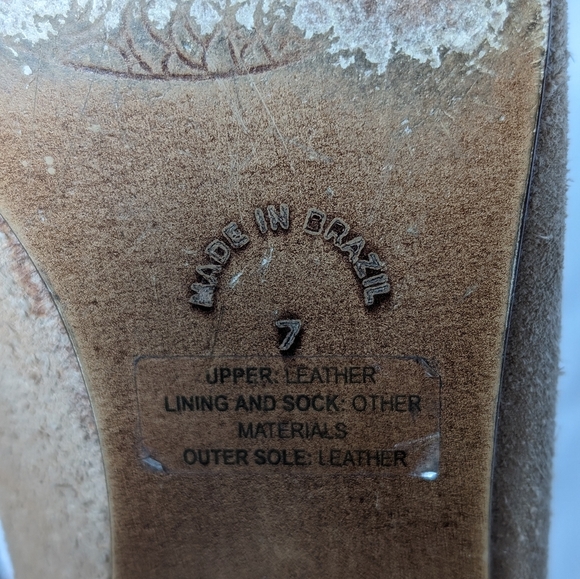 MADE IN BRAZIL
7
UPPER: LEATHER
LINING AND SOCK: OTHER
MATERIALS
OUTER SOLE: LEATHER